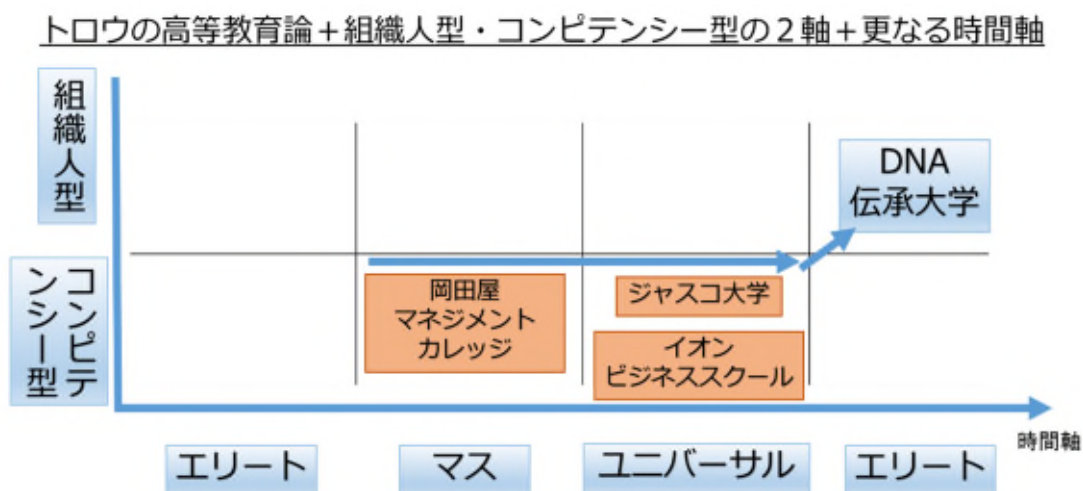 トロウの高等教育論＋組織人型・コンピテンシー型の２軸＋更なる時間軸
組織人型
DNA
伝承大学
コンピテ
ンシー型
岡田屋
マネジメント
カレッジ
ジャスコ大学
イオン
ビジネススクール
時間軸
エリート
マス
ユニバーサル
エリート